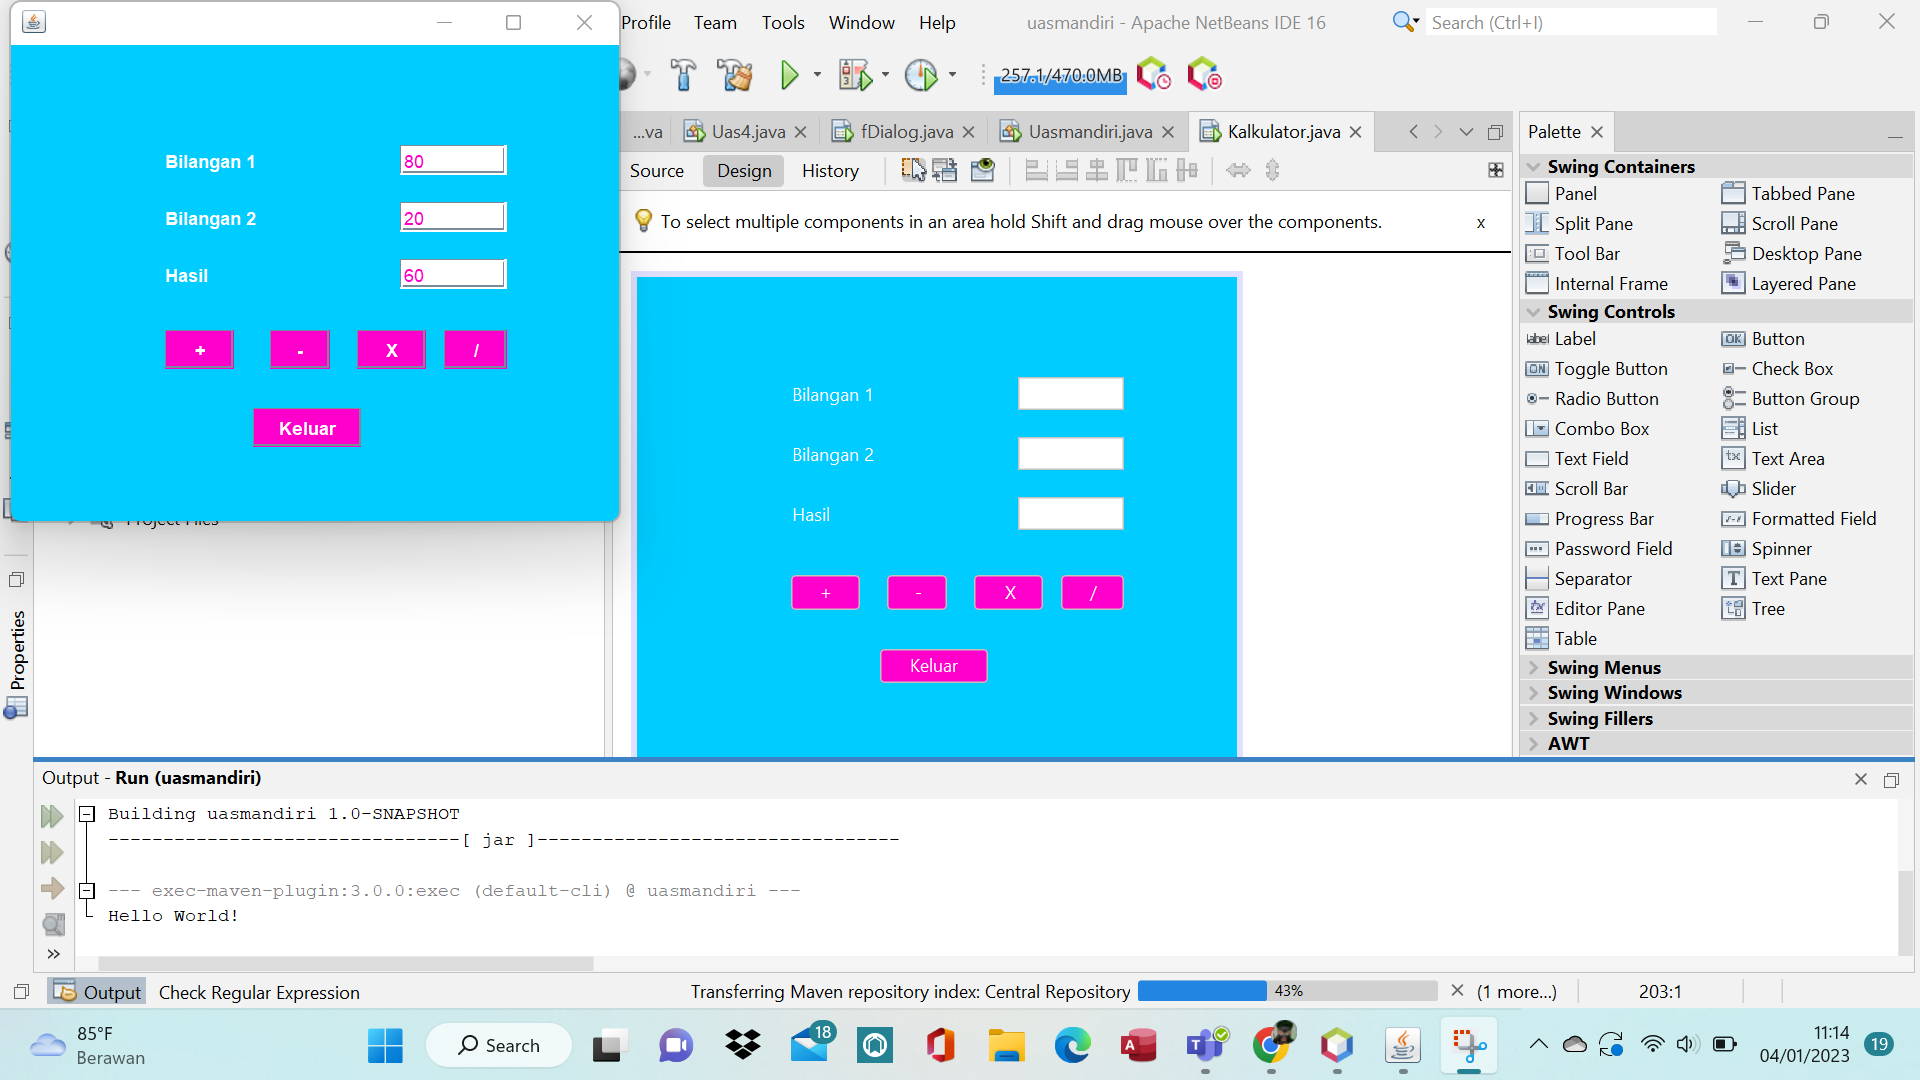 Profile Team Tools Window Help
uasmandiri - Apache NetBeans IDE 16
Search (Ctrl+I)
257.1/470.0MB
...va
Uas4.java
fDialog.java
Uasmandiri.java
Kalkulator.java
Source Design History
To select multiple components in an area hold Shift and drag mouse over the components.
x
Bilangan 1 80
Bilangan 2 20
Hasil 60
+ - X /
Keluar
Bilangan 1
Bilangan 2
Hasil
+ - X /
Keluar
Project Files
Properties
Palette
Swing Containers
Panel Tabbed Pane
Split Pane Scroll Pane
Tool Bar Desktop Pane
Internal Frame Layered Pane
Swing Controls
Label Button
Toggle Button Check Box
Radio Button Button Group
Combo Box List
Text Field Text Area
Scroll Bar Slider
Progress Bar Formatted Field
Password Field Spinner
Separator Text Pane
Editor Pane Tree
Table
Swing Menus
Swing Windows
Swing Fillers
AWT
Output - Run (uasmandiri)
Building uasmandiri 1.0-SNAPSHOT
--------------------------------[ jar ]---------------------------------
--- exec-maven-plugin:3.0.0:exec (default-cli) @ uasmandiri ---
Hello World!
Output Check Regular Expression
Transferring Maven repository index: Central Repository 43% (1 more...)
203:1
85°F
Berawan
Search
18
11:14
04/01/2023
19